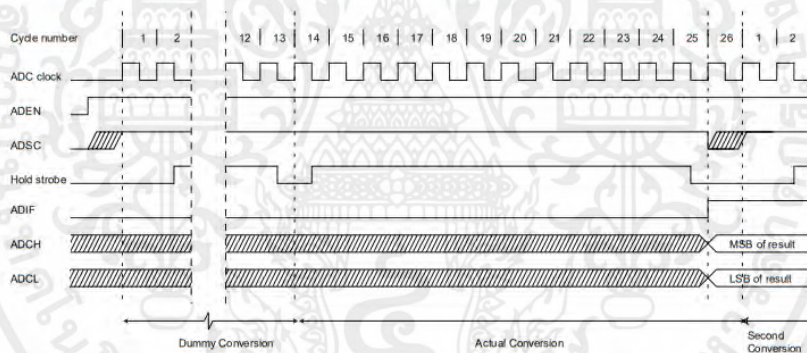 Cycle number 1 2 12 13 14 15 16 17 18 19 20 21 22 23 24 25 26 1 2
ADC clock
ADEN
ADSC
Hold strobe
ADIF
ADCH MSB of result
ADCL LSB of result
Dummy Conversion Actual Conversion Second
Conversion